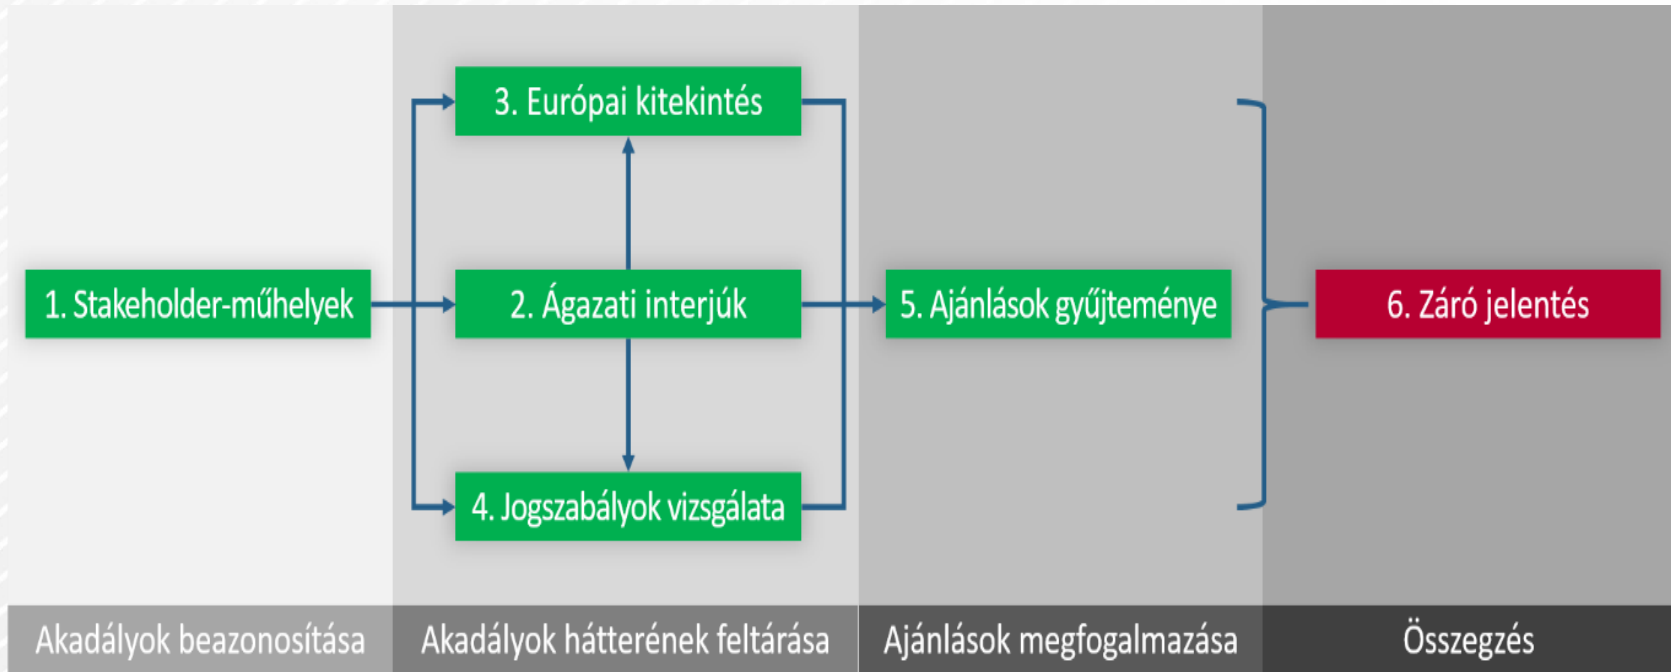 3. Európai kitekintés
1. Stakeholder-műhelyek
2. Ágazati interjúk
5. Ajánlások gyűjteménye
6. Záró jelentés
4. Jogszabályok vizsgálata
Akadályok beazonosítása
Akadályok hátterének feltárása
Ajánlások megfogalmazása
Összegzés